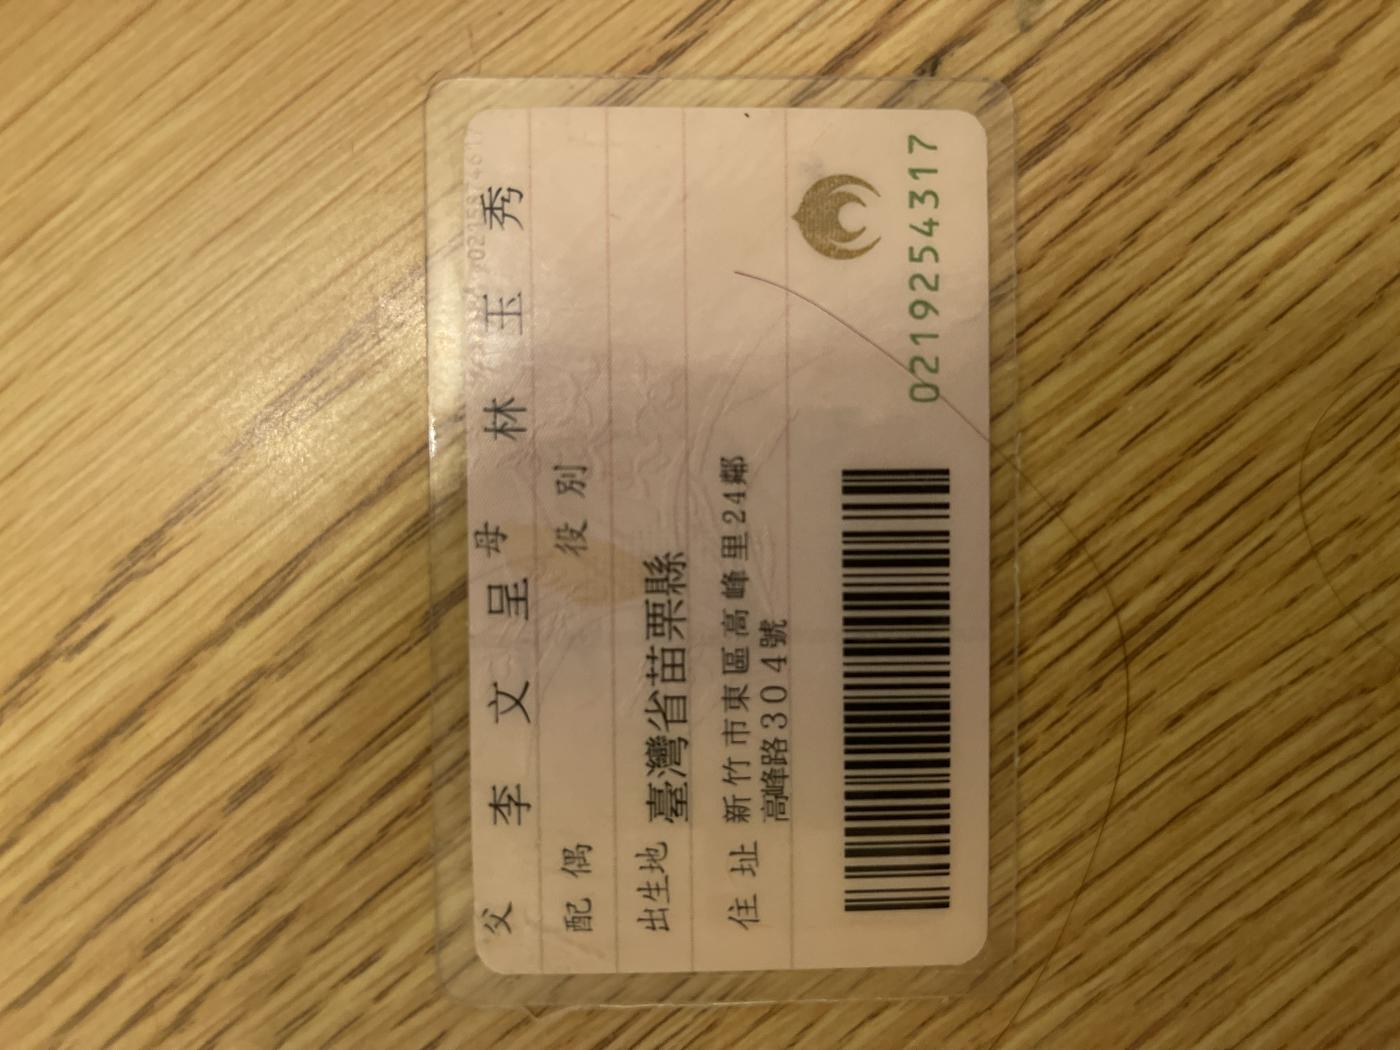 父 李文呈 母 林玉秀
配偶 役別
出生地 臺灣省苗栗縣
住址 新竹市東區高峰里24鄰
高峰路304號
0219254317